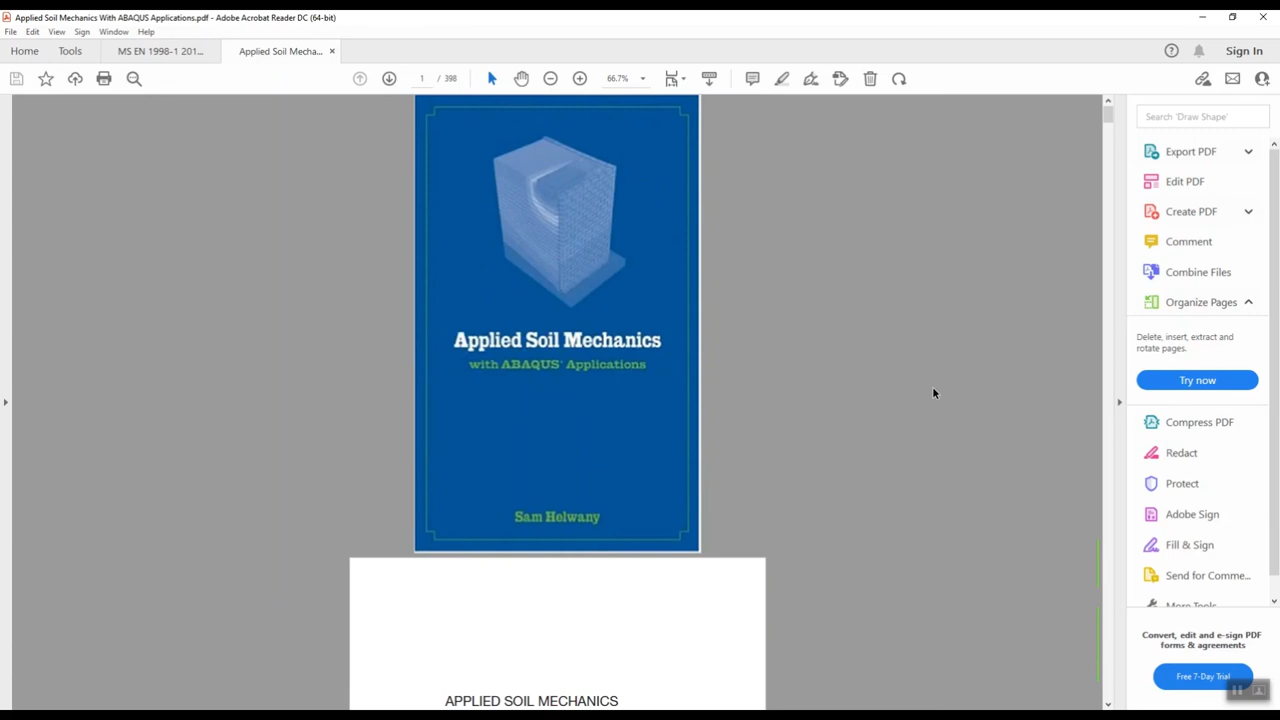 Applied Soil Mechanics With ABAQUS Applications.pdf - Adobe Acrobat Reader DC (64-bit)
File Edit View Sign Window Help
Home Tools MS EN 1998-1 201... Applied Soil Mecha... × Sign In
1 / 398 66.7%
Search 'Draw Shape'
Export PDF
Edit PDF
Create PDF
Comment
Combine Files
Organize Pages
Delete, insert, extract and
rotate pages.
Try now
Compress PDF
Redact
Protect
Adobe Sign
Fill & Sign
Send for Comme...
More Tools
Convert, edit and e-sign PDF
forms & agreements
Free 7-Day Trial
Applied Soil Mechanics
with ABAQUS® Applications
Sam Helwany
APPLIED SOIL MECHANICS